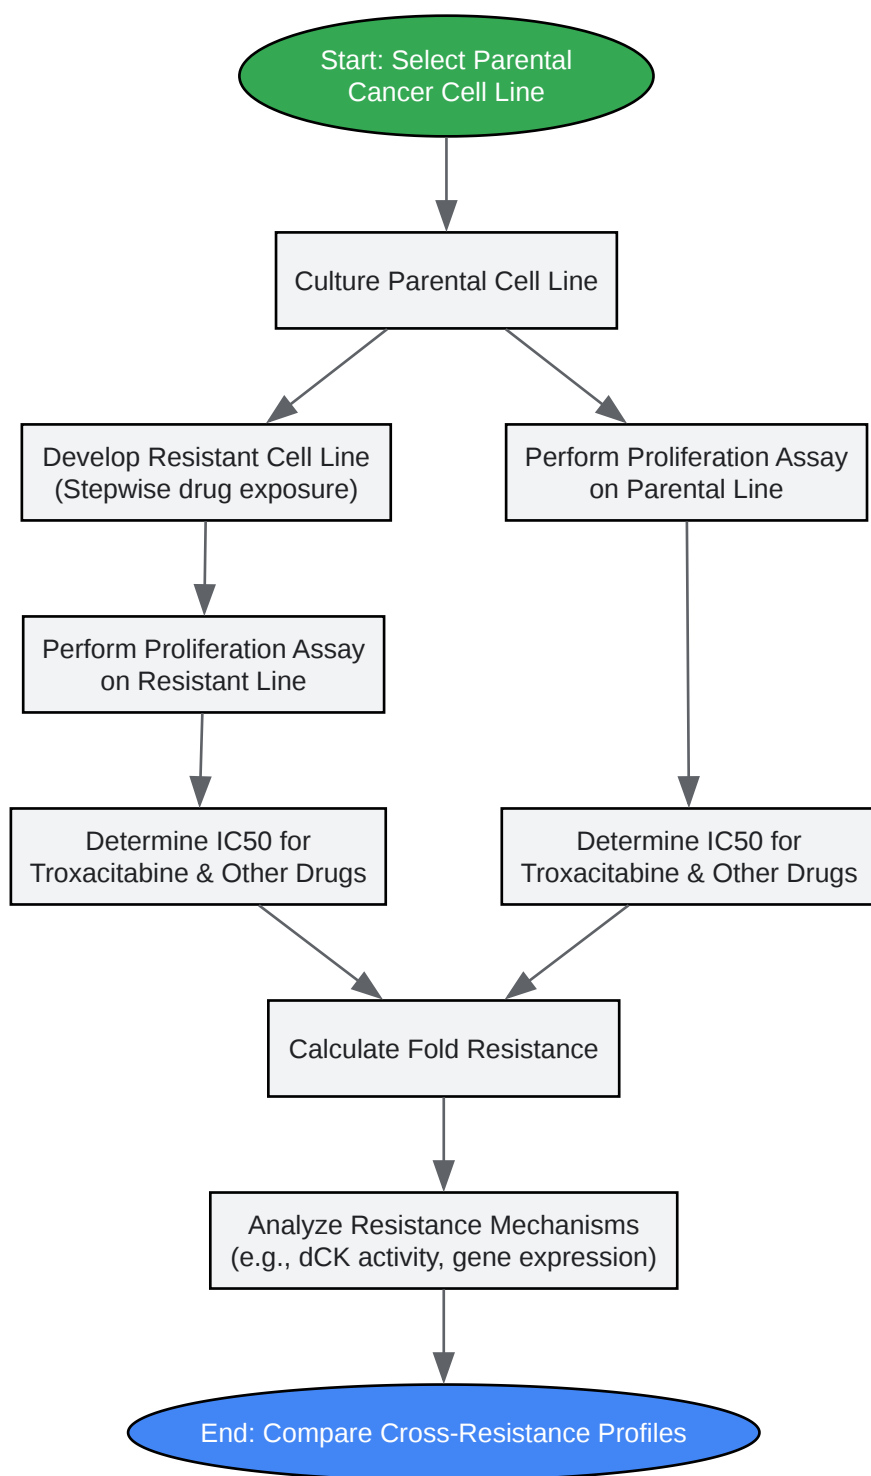 Start: Select Parental
Cancer Cell Line
Culture Parental Cell Line
Develop Resistant Cell Line
(Stepwise drug exposure)
Perform Proliferation Assay
on Parental Line
Perform Proliferation Assay
on Resistant Line
Determine IC50 for
Troxacitabine & Other Drugs
Determine IC50 for
Troxacitabine & Other Drugs
Calculate Fold Resistance
Analyze Resistance Mechanisms
(e.g., dCK activity, gene expression)
End: Compare Cross-Resistance Profiles